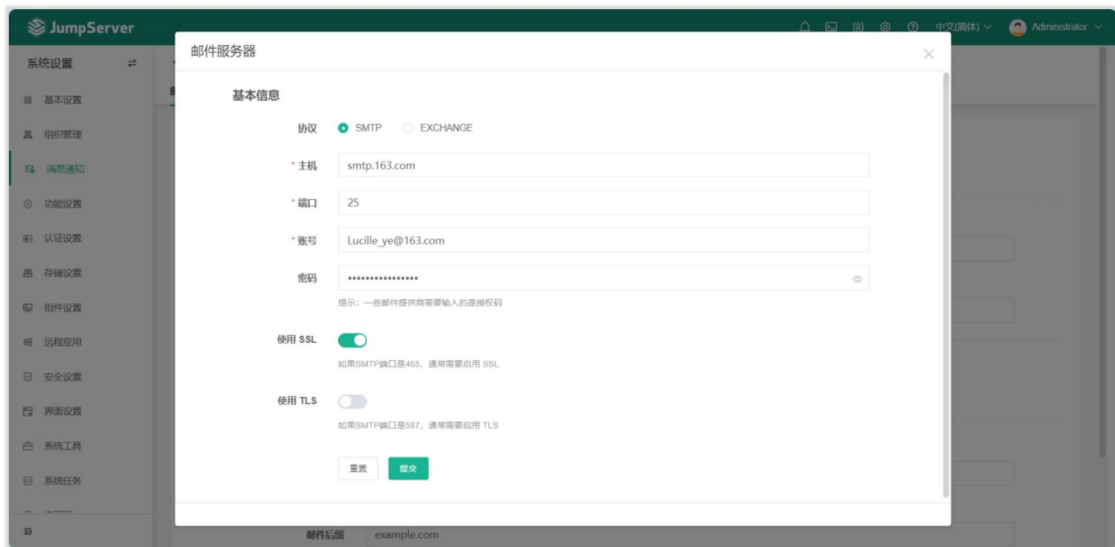 JumpServer
中文(简体)
Administrator
系统设置
邮件服务器
基本设置
基本信息
组织管理
协议
SMTP
EXCHANGE
消息通知
* 主机
smtp.163.com
功能设置
* 端口
25
认证设置
* 账号
Lucille_ye@163.com
存储设置
密码
••••••••••••••••
组件设置
提示：一些邮件提供商需要输入的是授权码
远程应用
使用 SSL
如果SMTP端口是465，通常需要启用 SSL
安全设置
使用 TLS
界面设置
如果SMTP端口是587，通常需要启用 TLS
系统工具
重置
提交
系统任务
邮件后缀
example.com